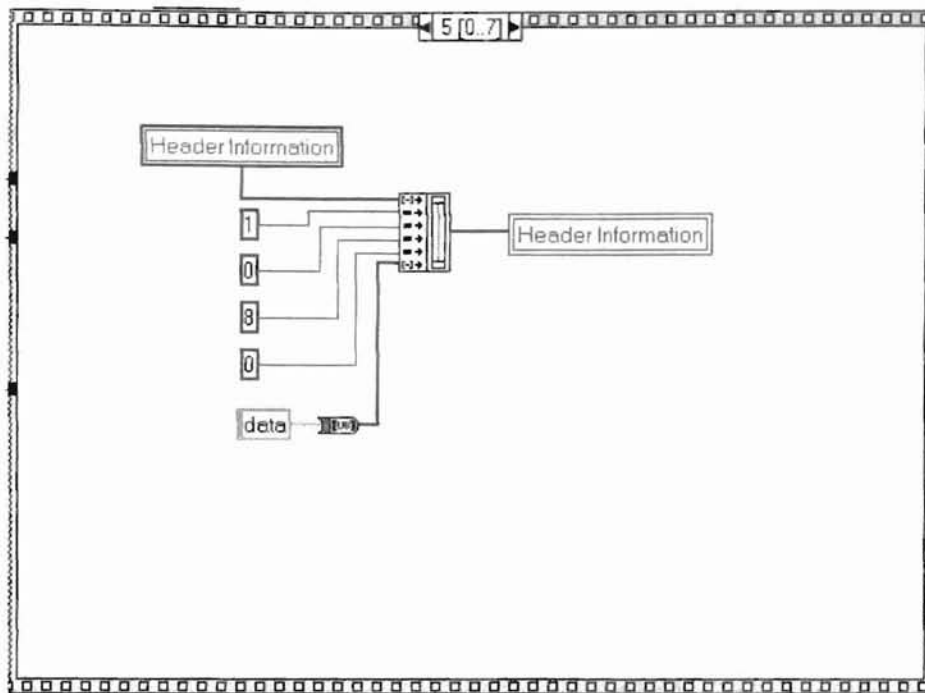 5 [0..7]
Header Information
1
0
8
0
data
Header Information